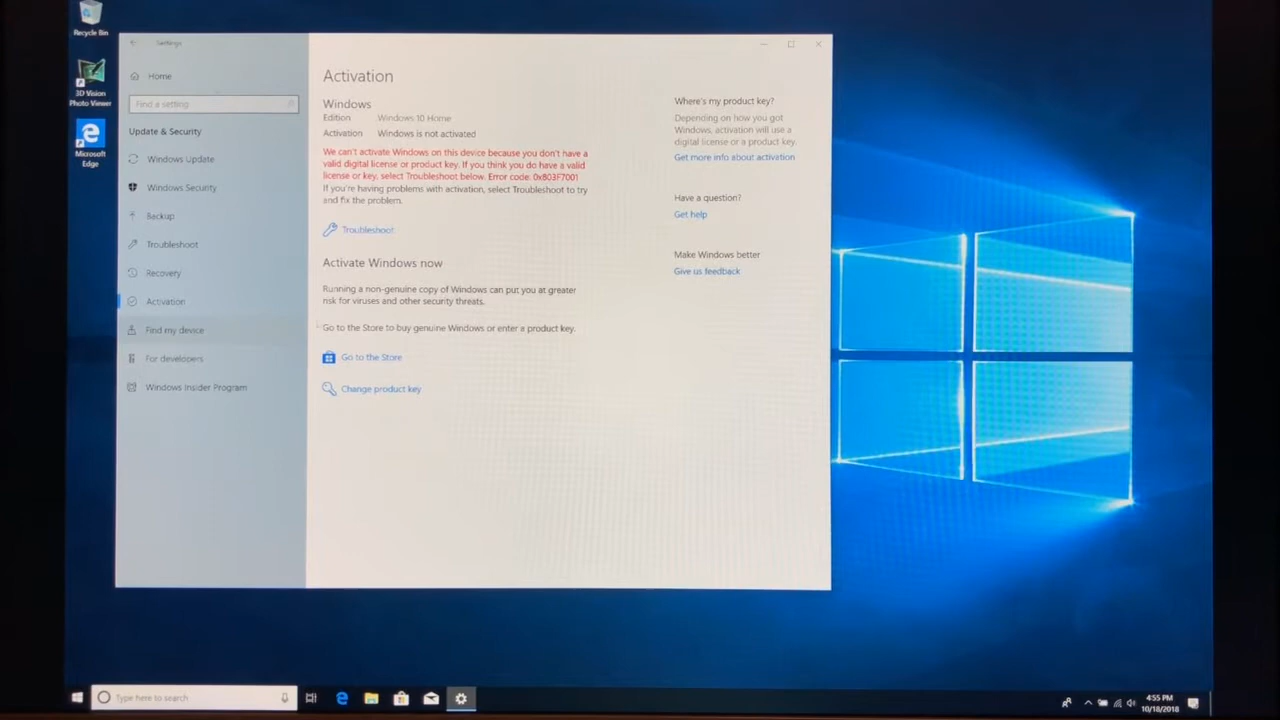 Recycle Bin
3D Vision
Photo Viewer
Microsoft
Edge
Settings
Home
Find a setting
Update & Security
Windows Update
Windows Security
Backup
Troubleshoot
Recovery
Activation
Find my device
For developers
Windows Insider Program
Activation
Windows
Edition Windows 10 Home
Activation Windows is not activated
We can't activate Windows on this device because you don't have a
valid digital license or product key. If you think you do have a valid
license or key, select Troubleshoot below. Error code: 0x803F7001
If you're having problems with activation, select Troubleshoot to try
and fix the problem.
Troubleshoot
Activate Windows now
Running a non-genuine copy of Windows can put you at greater
risk for viruses and other security threats.
Go to the Store to buy genuine Windows or enter a product key.
Go to the Store
Change product key
Where's my product key?
Depending on how you got
Windows, activation will use a
digital license or a product key.
Get more info about activation
Have a question?
Get help
Make Windows better
Give us feedback
Type here to search
4:55 PM
10/18/2018